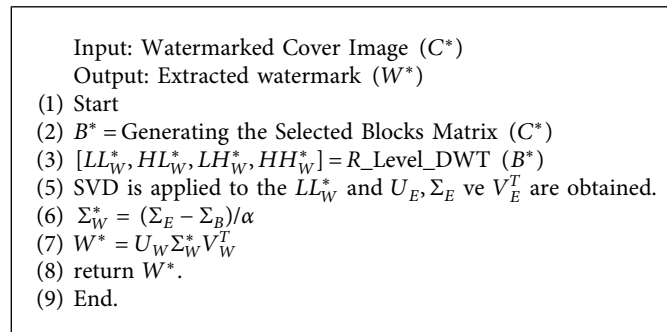 Input: Watermarked Cover Image (C*)
Output: Extracted watermark (W*)
(1) Start
(2) B* = Generating the Selected Blocks Matrix (C*)
(3) [LL*_W, HL*_W, LH*_W, HH*_W] = R_Level_DWT (B*)
(5) SVD is applied to the LL*_W and U_E, Σ_E ve V_E^T are obtained.
(6) Σ*_W = (Σ_E − Σ_B)/α
(7) W* = U_W Σ*_W V_W^T
(8) return W*.
(9) End.